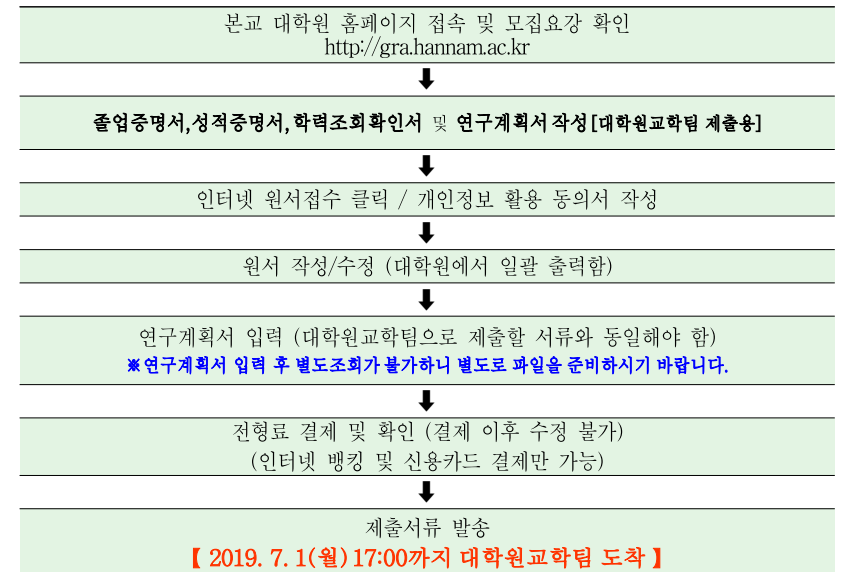 본교 대학원 홈페이지 접속 및 모집요강 확인
http://gra.hannam.ac.kr
졸업증명서,성적증명서,학력조회확인서 및 연구계획서작성[대학원교학팀 제출용]
인터넷 원서접수 클릭 / 개인정보 활용 동의서 작성
원서 작성/수정 (대학원에서 일괄 출력함)
연구계획서 입력 (대학원교학팀으로 제출할 서류와 동일해야 함)
※연구계획서 입력 후 별도조회가 불가하니 별도로 파일을 준비하시기 바랍니다.
전형료 결제 및 확인 (결제 이후 수정 불가)
(인터넷 뱅킹 및 신용카드 결제만 가능)
제출서류 발송
【 2019. 7. 1(월) 17:00까지 대학원교학팀 도착 】